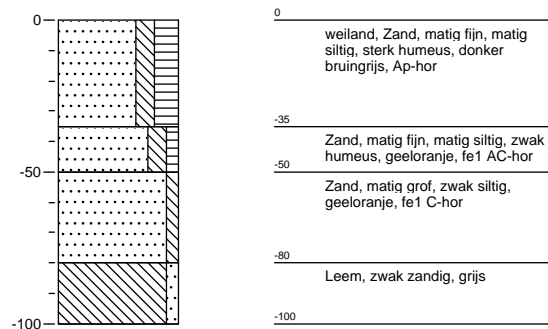 0
-50
-100
0
weiland, Zand, matig fijn, matig
siltig, sterk humeus, donker
bruingrijs, Ap-hor
-35
Zand, matig fijn, matig siltig, zwak
humeus, geeloranje, fe1 AC-hor
-50
Zand, matig grof, zwak siltig,
geeloranje, fe1 C-hor
-80
Leem, zwak zandig, grijs
-100